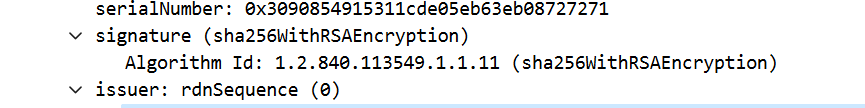 serialNumber: 0x3090854915311cde05eb63eb08727271
signature (sha256WithRSAEncryption)
Algorithm Id: 1.2.840.113549.1.1.11 (sha256WithRSAEncryption)
issuer: rdnSequence (0)